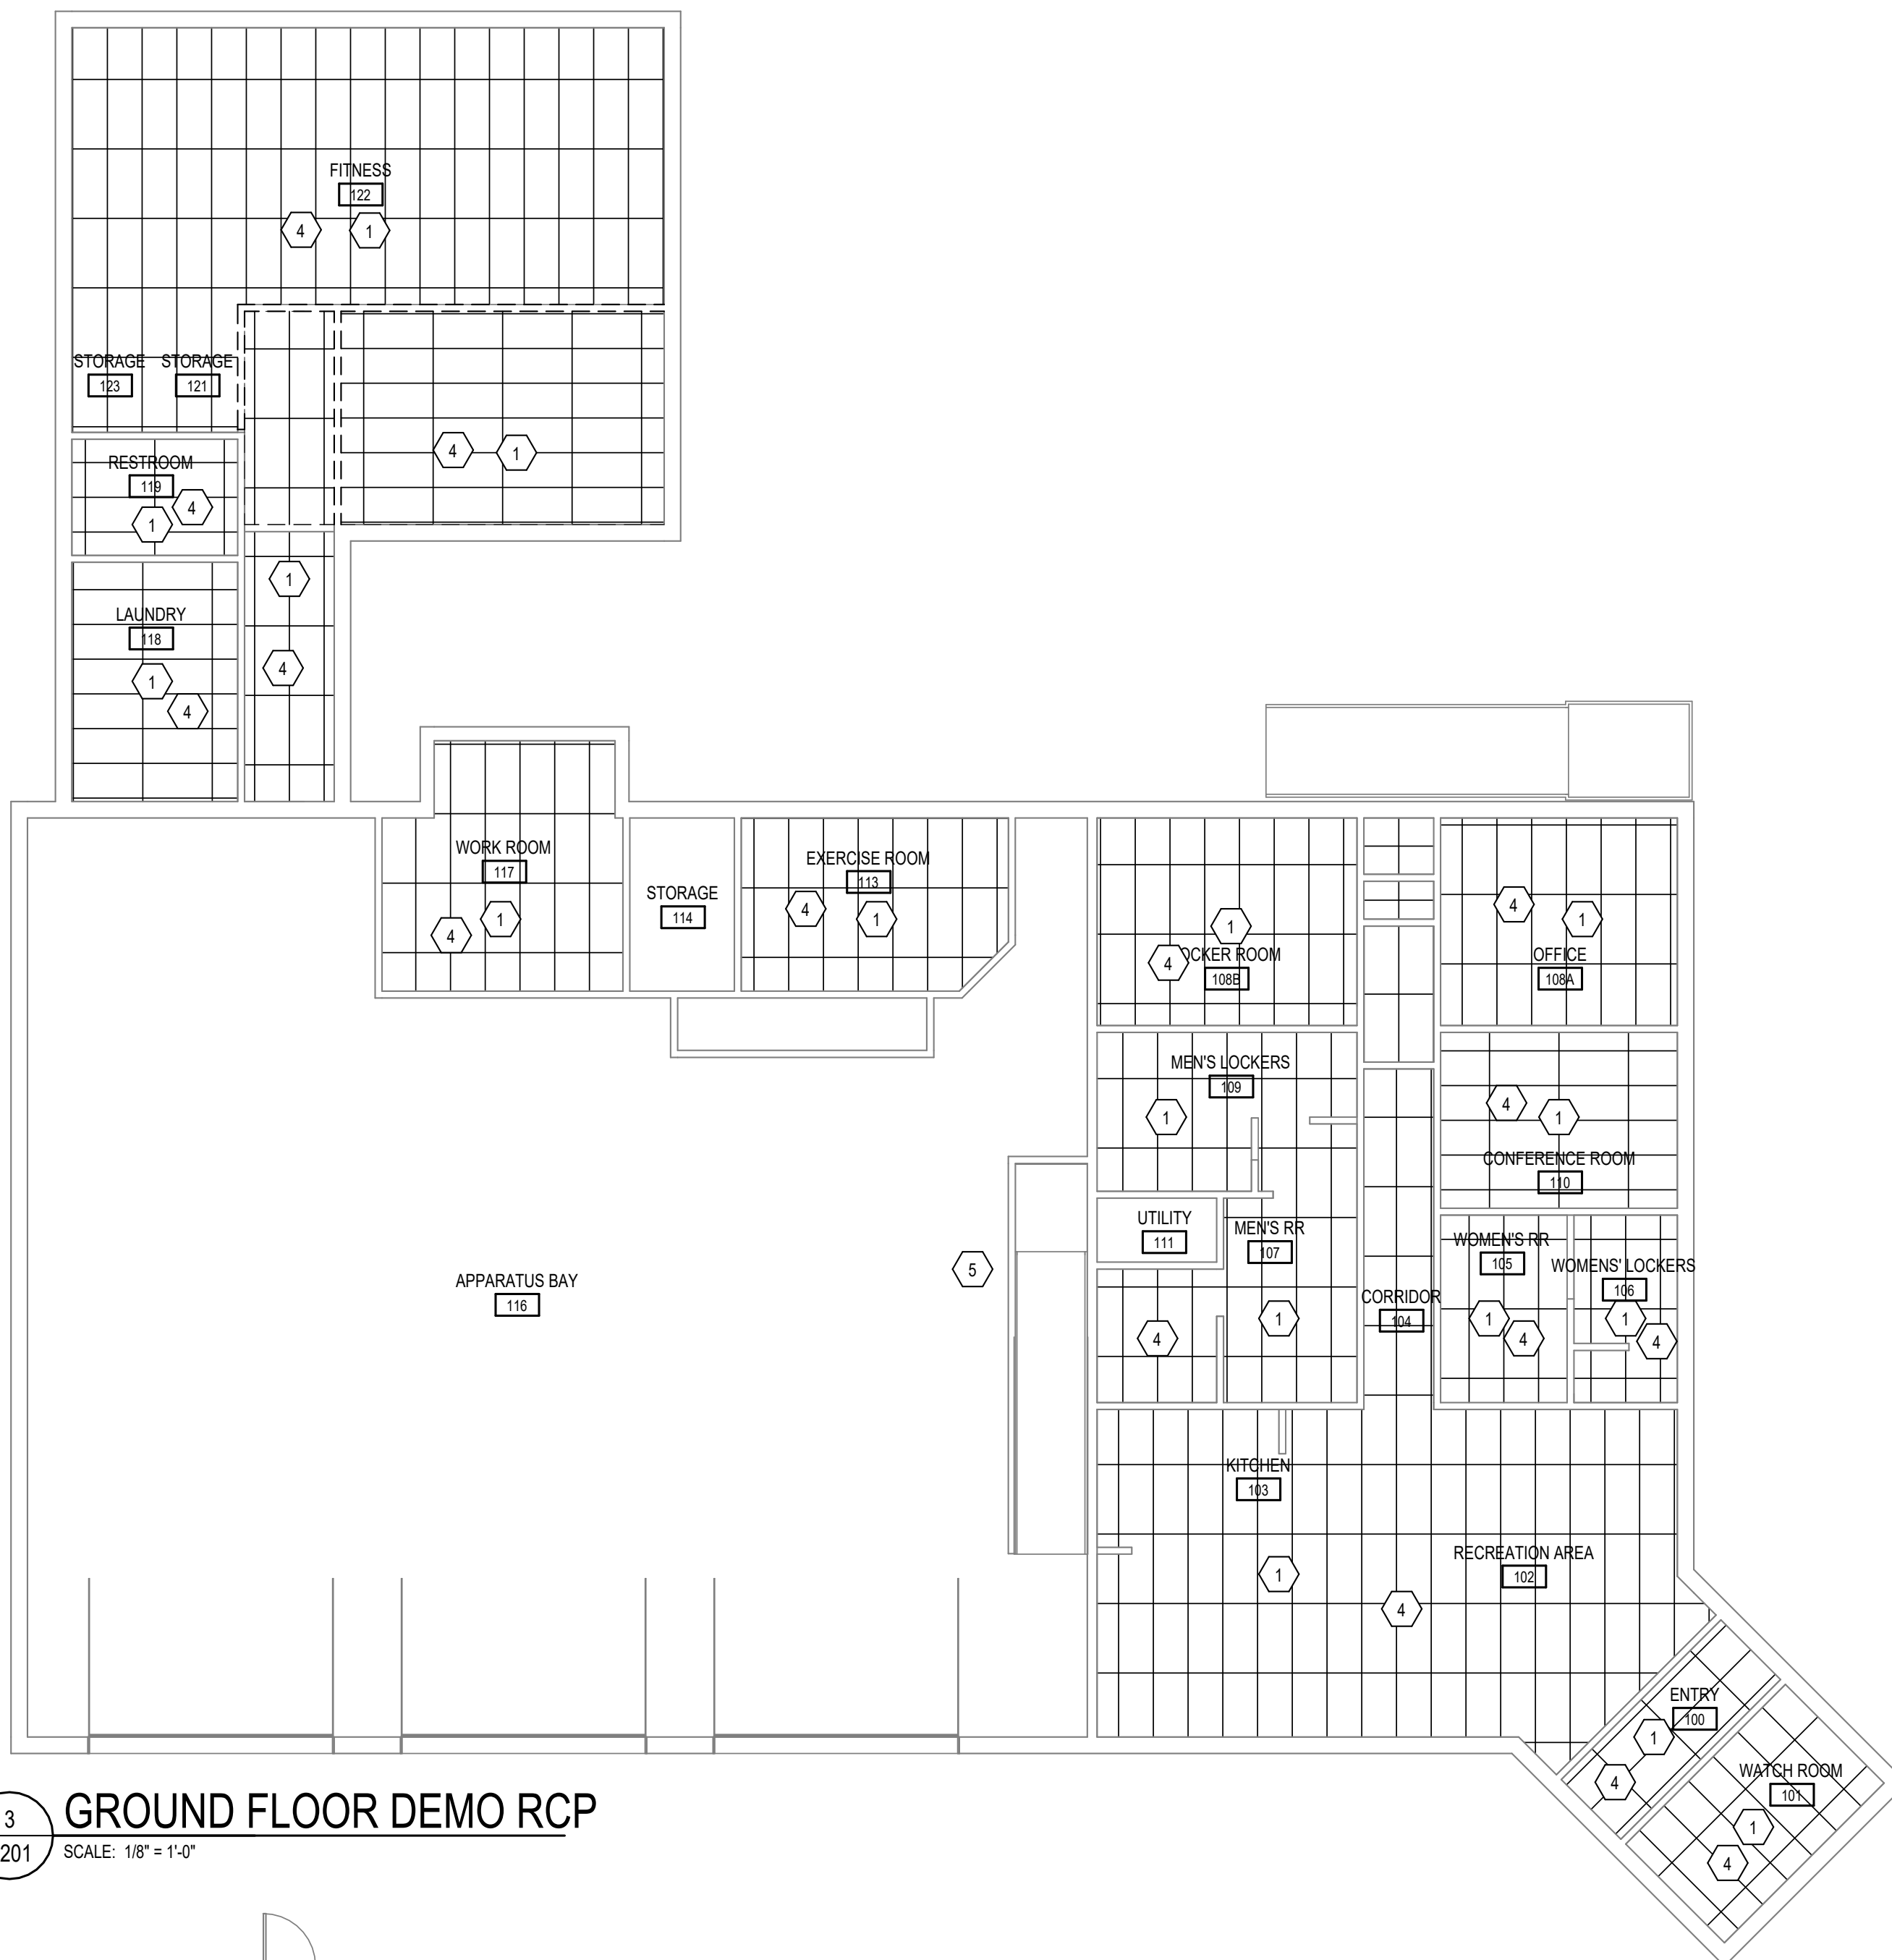 FITNESS
122
4
1
STORAGE
123
STORAGE
121
4
1
RESTROOM
119
4
1
1
LAUNDRY
118
4
1
4
WORK ROOM
117
1
4
STORAGE
114
EXERCISE ROOM
113
4
1
1
4
OCKER ROOM
108B
4
1
OFFICE
108A
MEN'S LOCKERS
109
1
4
1
CONFERENCE ROOM
110
UTILITY
111
MEN'S RR
107
4
1
WOMEN'S RR
105
1
4
WOMENS' LOCKERS
106
1
4
CORRIDOR
104
APPARATUS BAY
116
5
KITCHEN
103
1
RECREATION AREA
102
4
ENTRY
100
1
4
WATCH ROOM
101
1
4
3
201
GROUND FLOOR DEMO RCP
SCALE: 1/8" = 1'-0"